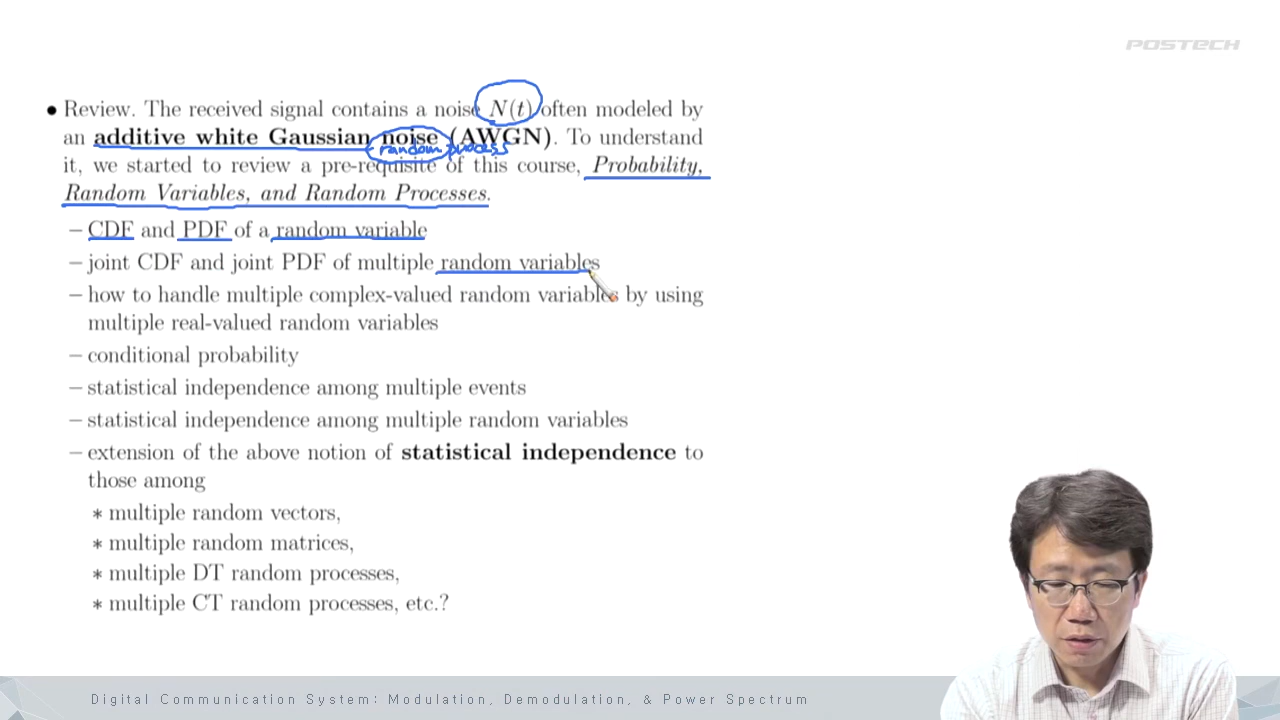 POSTECH
● Review. The received signal contains a noise N(t) often modeled by
an additive white Gaussian noise (AWGN). To understand
random process
it, we started to review a pre-requisite of this course, Probability,
Random Variables, and Random Processes.
– CDF and PDF of a random variable
– joint CDF and joint PDF of multiple random variables
– how to handle multiple complex-valued random variables by using
multiple real-valued random variables
– conditional probability
– statistical independence among multiple events
– statistical independence among multiple random variables
– extension of the above notion of statistical independence to
those among
∗ multiple random vectors,
∗ multiple random matrices,
∗ multiple DT random processes,
∗ multiple CT random processes, etc.?
Digital Communication System : Modulation, Demodulation, & Power Spectrum